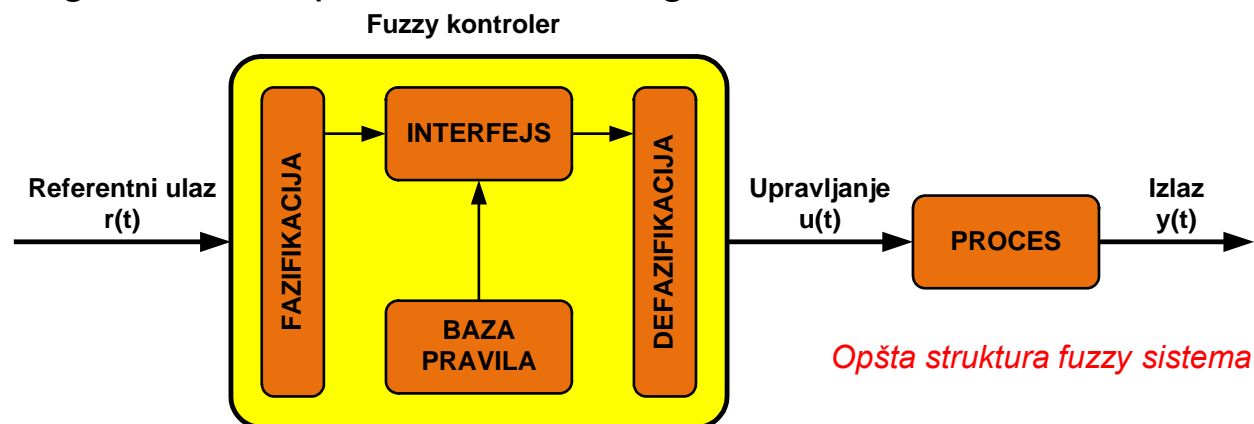 Fuzzy kontroler
Referentni ulaz
r(t)
FAZIFIKACIJA
INTERFEJS
BAZA
PRAVILA
DEFAZIFIKACIJA
Upravljanje
u(t)
PROCES
Izlaz
y(t)
Opšta struktura fuzzy sistema